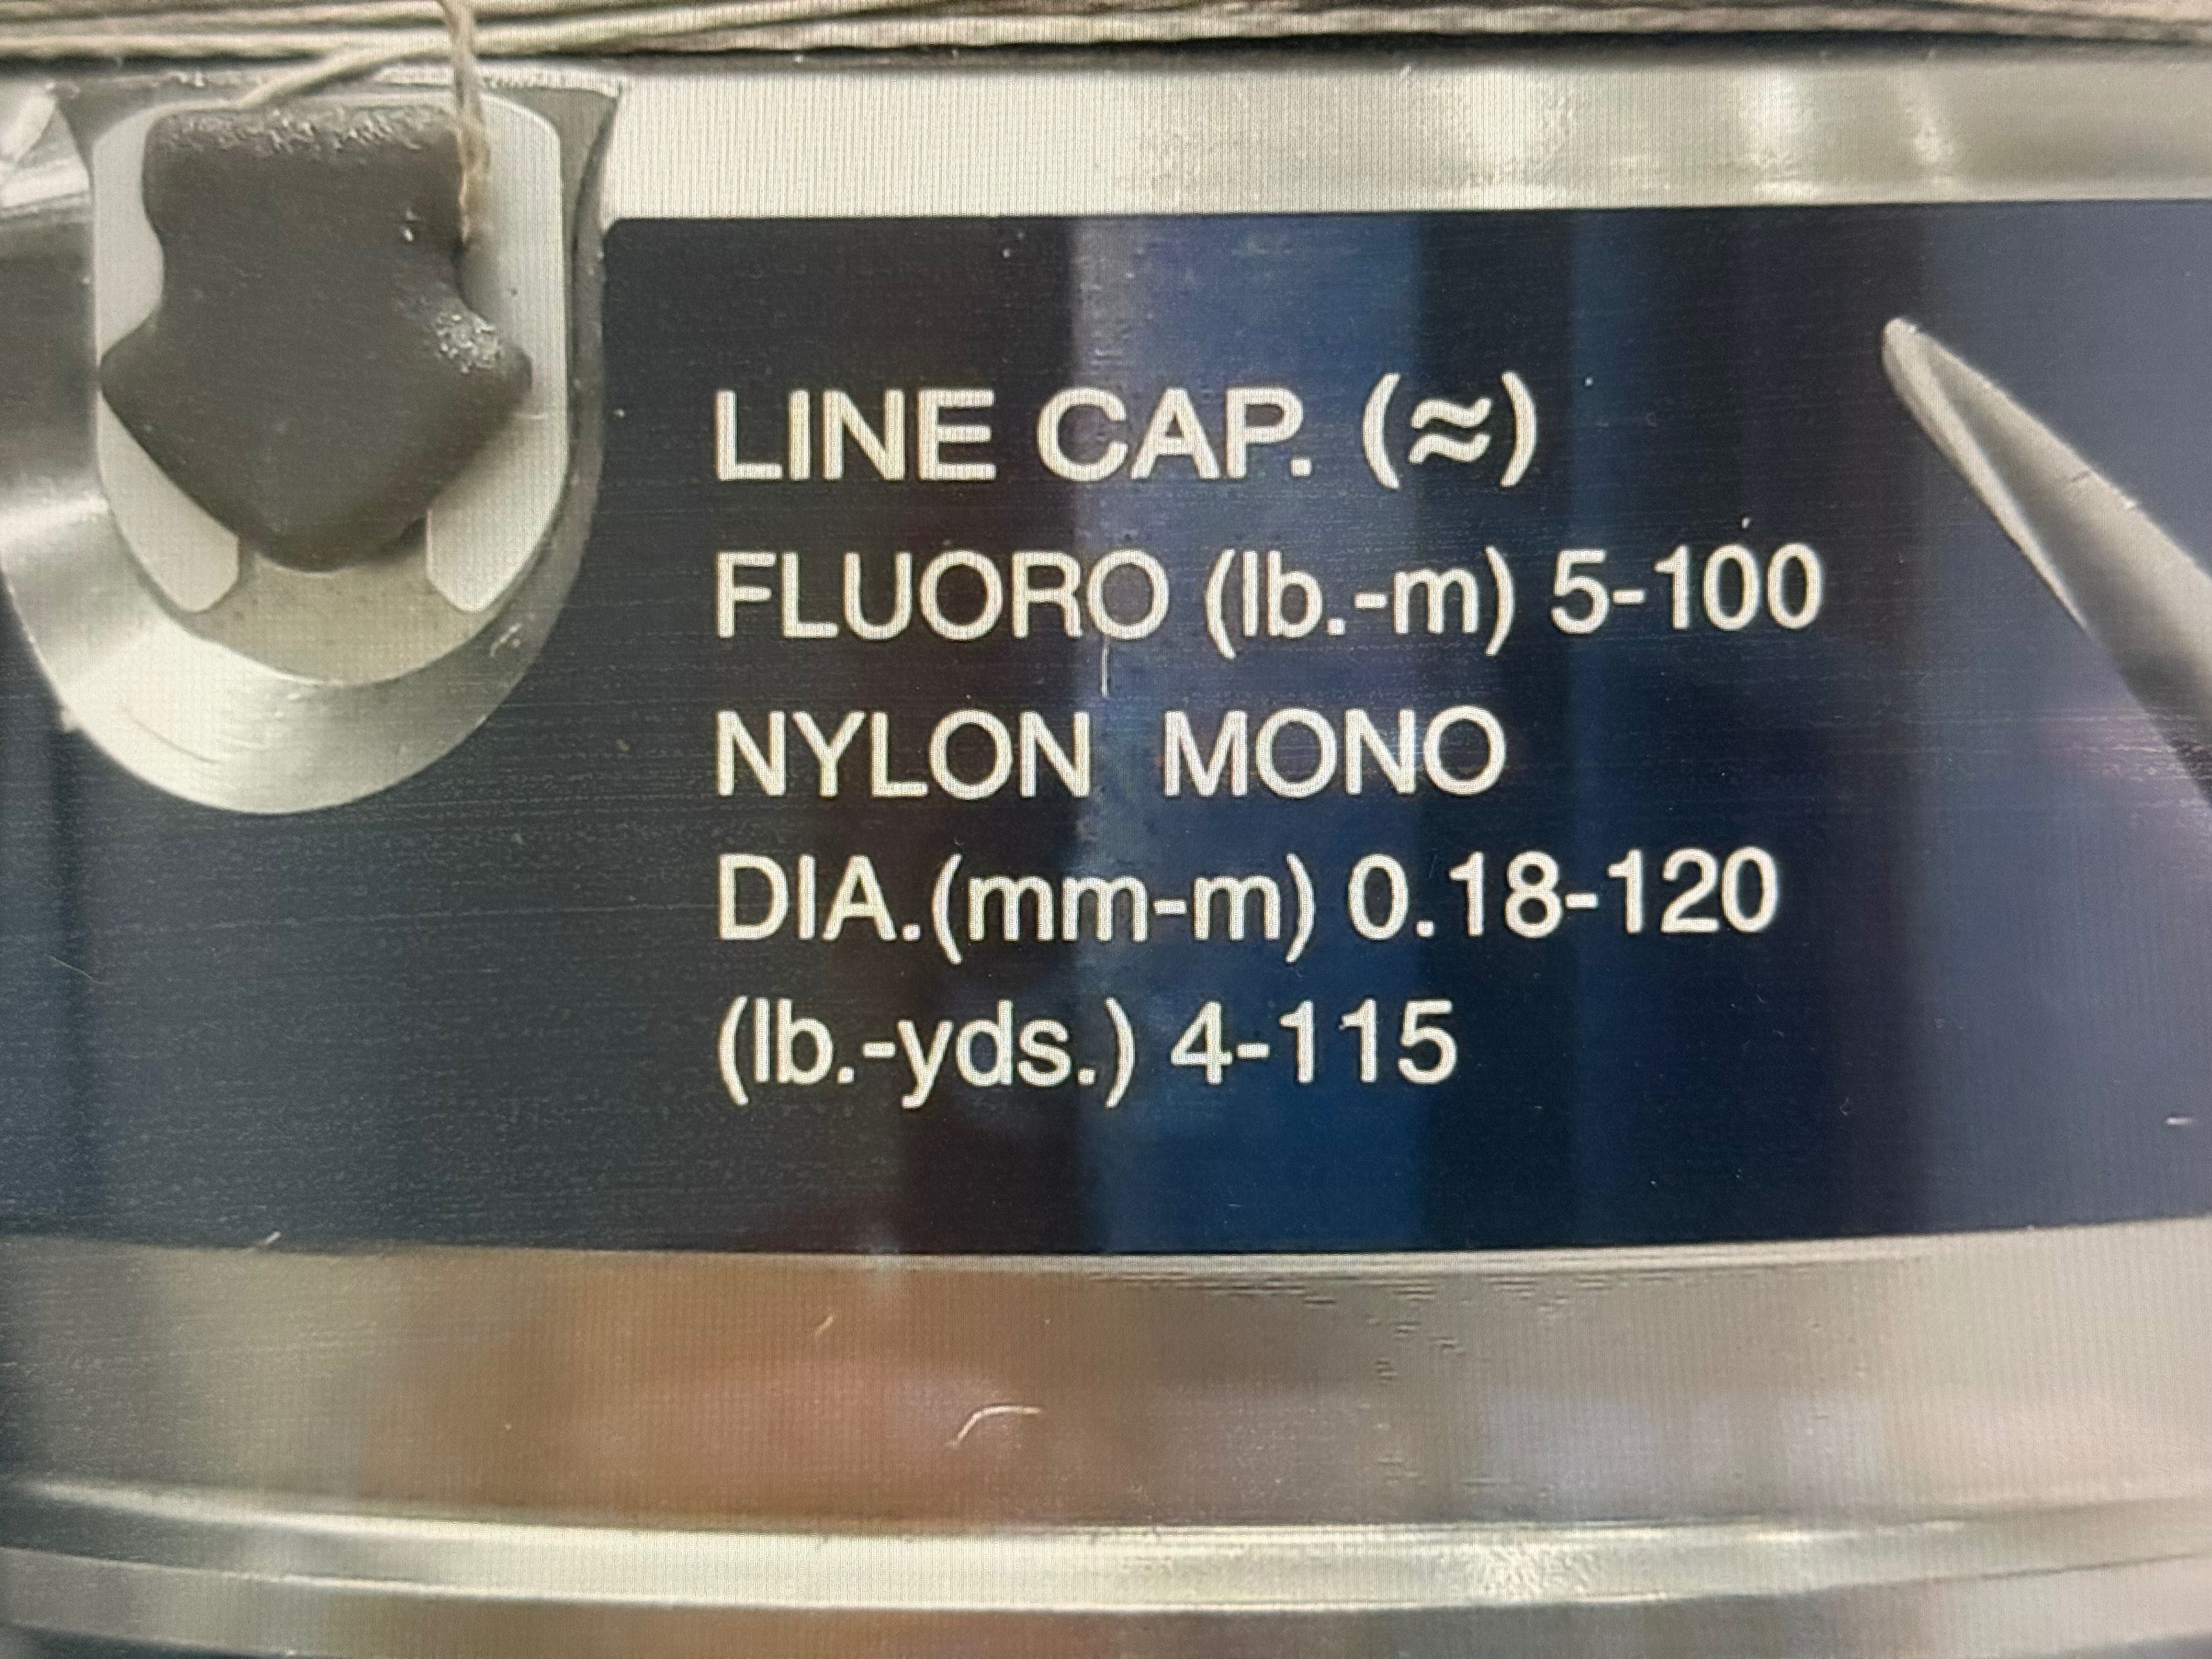 LINE CAP. (≈)
FLUORO (lb.-m) 5-100
NYLON MONO
DIA.(mm-m) 0.18-120
(lb.-yds.) 4-115